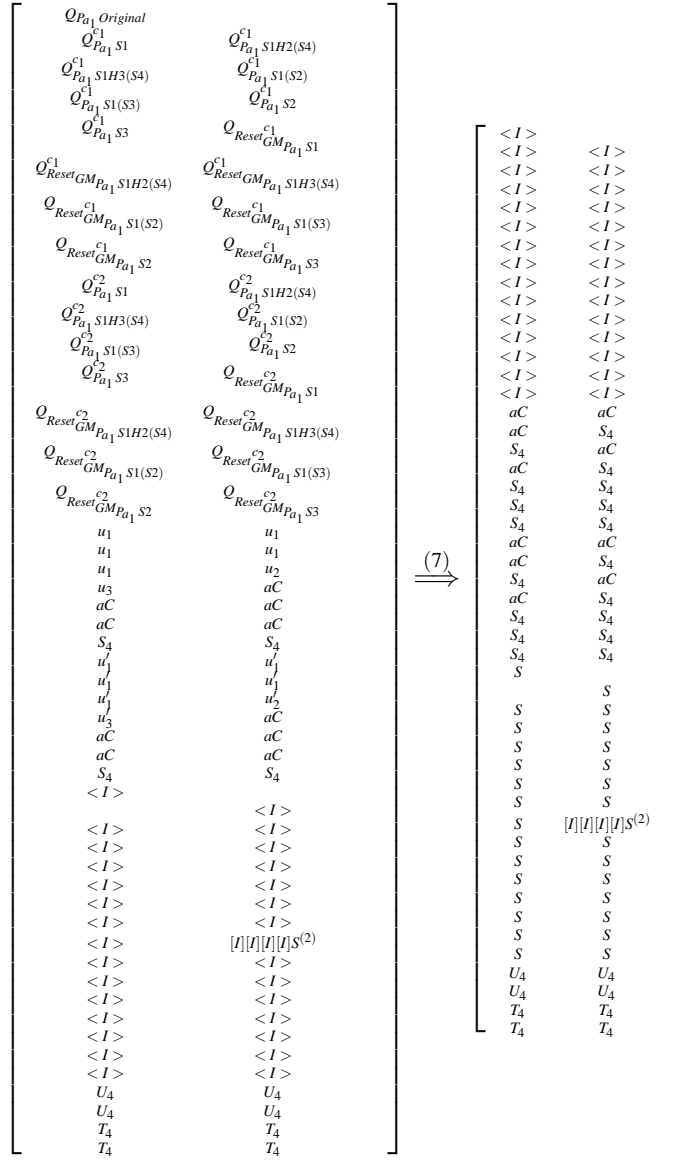 Q_{Pa_1 Original}
Q^{c1}_{Pa_1 S1} Q^{c1}_{Pa_1 S1H2(S4)}
Q^{c1}_{Pa_1 S1H3(S4)} Q^{c1}_{Pa_1 S1(S2)}
Q^{c1}_{Pa_1 S1(S3)} Q^{c1}_{Pa_1 S2}
Q^{c1}_{Pa_1 S3} Q_{Reset^{c1}_{GM_{Pa_1 S1}}}
Q^{c1}_{Reset_{GM_{Pa_1 S1H2(S4)}}} Q^{c1}_{Reset_{GM_{Pa_1 S1H3(S4)}}}
Q_{Reset^{c1}_{GM_{Pa_1 S1(S2)}}} Q_{Reset^{c1}_{GM_{Pa_1 S1(S3)}}}
Q_{Reset^{c1}_{GM_{Pa_1 S2}}} Q_{Reset^{c1}_{GM_{Pa_1 S3}}}
Q^{c2}_{Pa_1 S1} Q^{c2}_{Pa_1 S1H2(S4)}
Q^{c2}_{Pa_1 S1H3(S4)} Q^{c2}_{Pa_1 S1(S2)}
Q^{c2}_{Pa_1 S1(S3)} Q^{c2}_{Pa_1 S2}
Q^{c2}_{Pa_1 S3} Q_{Reset^{c2}_{GM_{Pa_1 S1}}}
Q_{Reset^{c2}_{GM_{Pa_1 S1H2(S4)}}} Q_{Reset^{c2}_{GM_{Pa_1 S1H3(S4)}}}
Q_{Reset^{c2}_{GM_{Pa_1 S1(S2)}}} Q_{Reset^{c2}_{GM_{Pa_1 S1(S3)}}}
Q_{Reset^{c2}_{GM_{Pa_1 S2}}} Q_{Reset^{c2}_{GM_{Pa_1 S3}}}
u_1 u_1
u_1 u_1
u_1 u_2
u_3 aC
aC aC
aC aC
S_4 S_4
u'_1 u'_1
u'_1 u'_1
u'_1 u'_2
u'_3 aC
aC aC
aC aC
S_4 S_4
< I >
< I >
< I > < I >
< I > < I >
< I > < I >
< I > < I >
< I > < I >
< I > < I >
< I > [I][I][I][I]S^{(2)}
< I > < I >
< I > < I >
< I > < I >
< I > < I >
< I > < I >
< I > < I >
< I > < I >
U_4 U_4
U_4 U_4
T_4 T_4
T_4 T_4
(7)
⟹
< I >
< I > < I >
< I > < I >
< I > < I >
< I > < I >
< I > < I >
< I > < I >
< I > < I >
< I > < I >
< I > < I >
< I > < I >
< I > < I >
< I > < I >
< I > < I >
< I > < I >
aC aC
aC S_4
S_4 aC
aC S_4
S_4 S_4
S_4 S_4
S_4 S_4
aC aC
aC S_4
S_4 aC
aC S_4
S_4 S_4
S_4 S_4
S_4 S_4
S
S
S S
S S
S S
S S
S S
S S
S [I][I][I][I]S^{(2)}
S S
S S
S S
S S
S S
S S
S S
U_4 U_4
U_4 U_4
T_4 T_4
T_4 T_4